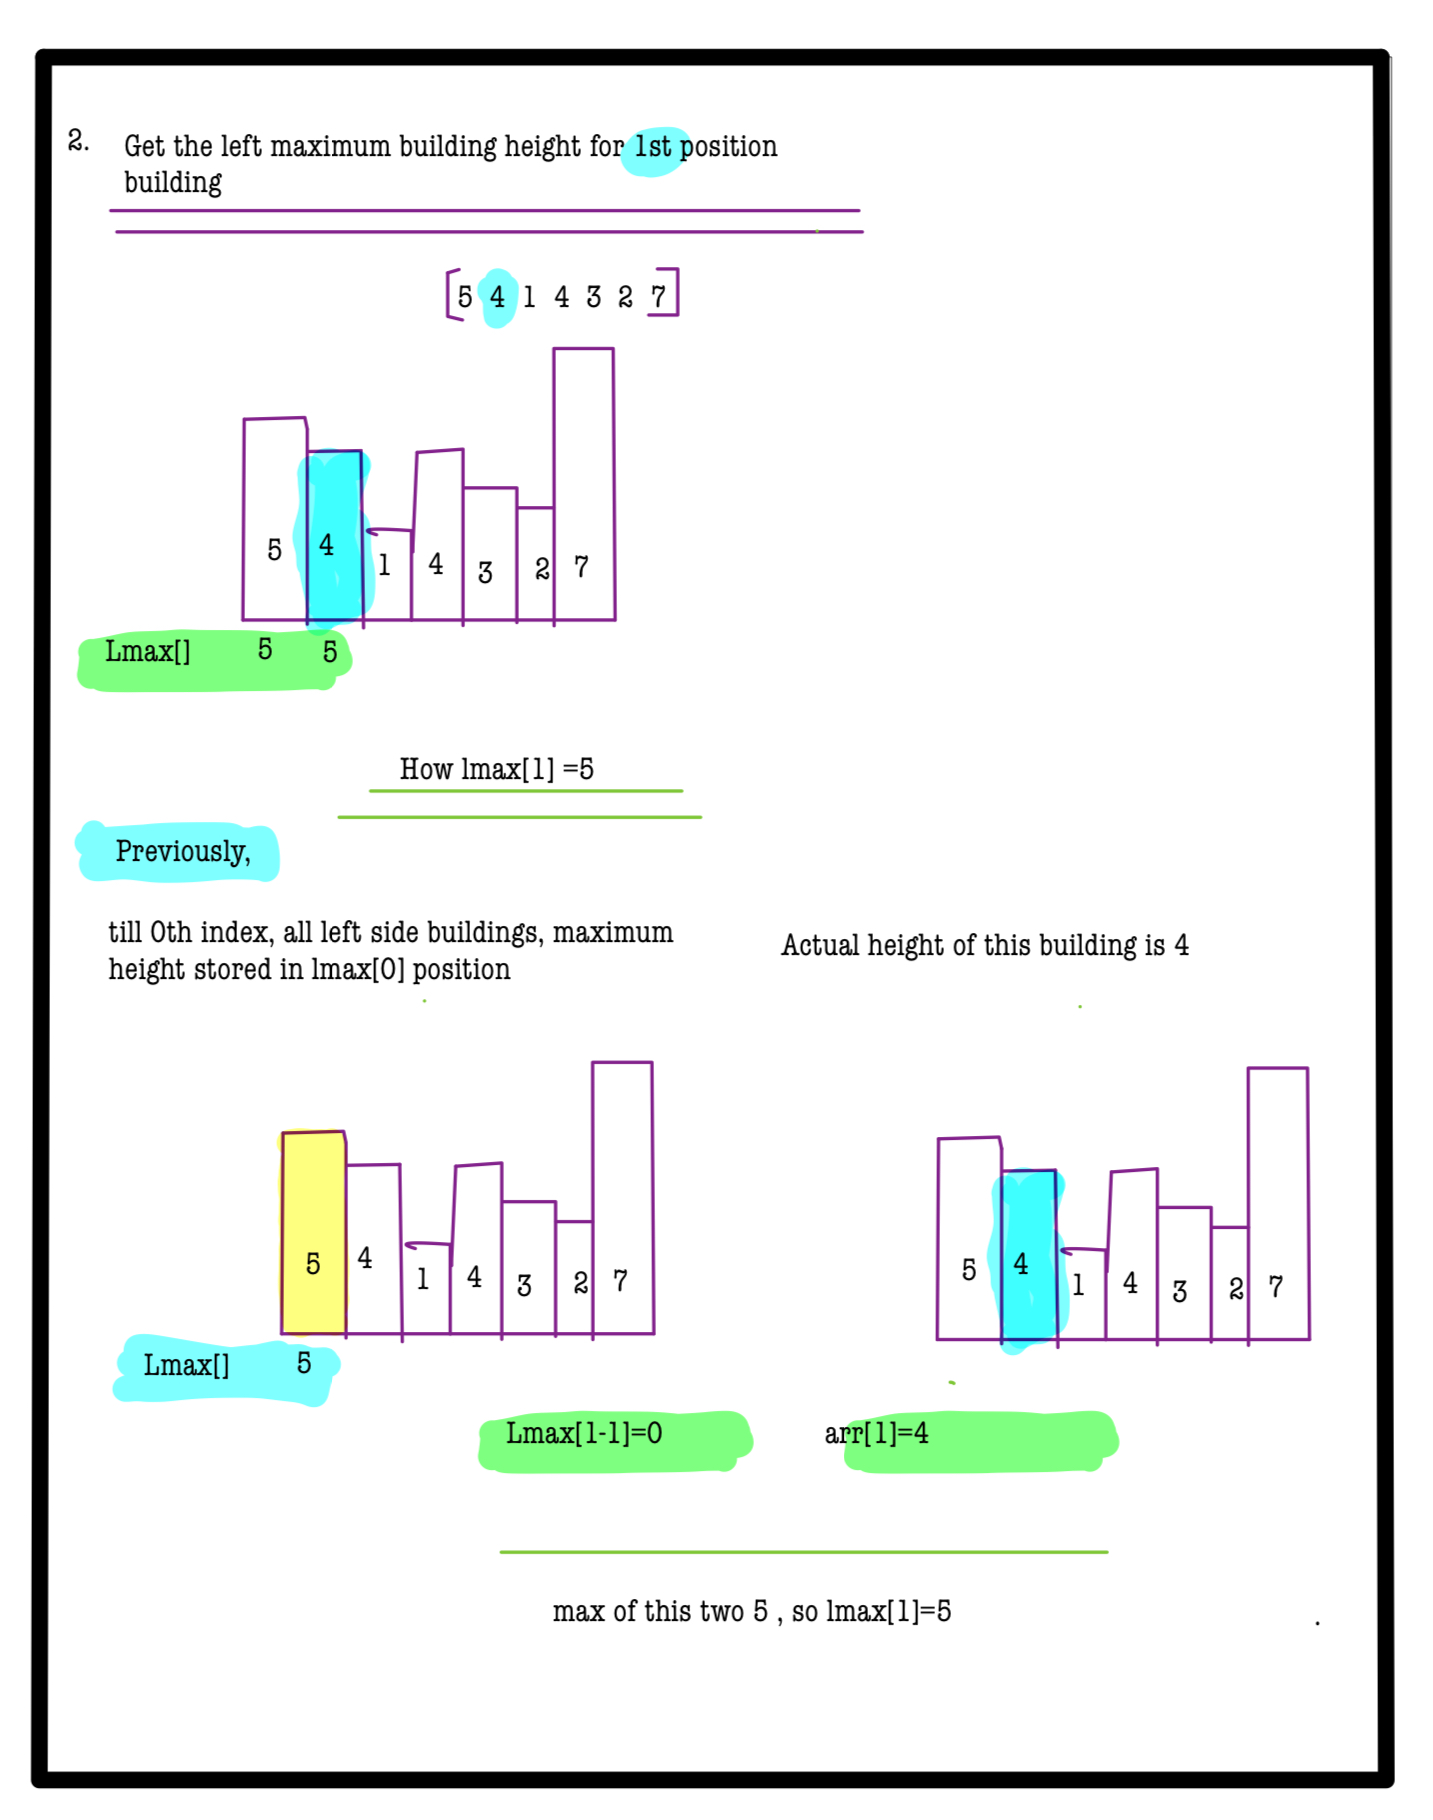 2. Get the left maximum building height for 1st position
building
[5 4 1 4 3 2 7]
5 4 1 4 3 2 7
Lmax[] 5 5
How lmax[1] =5
Previously,
till 0th index, all left side buildings, maximum
height stored in lmax[0] position
Actual height of this building is 4
5 4 1 4 3 2 7
Lmax[] 5
5 4 1 4 3 2 7
Lmax[1-1]=0
arr[1]=4
max of this two 5 , so lmax[1]=5
.